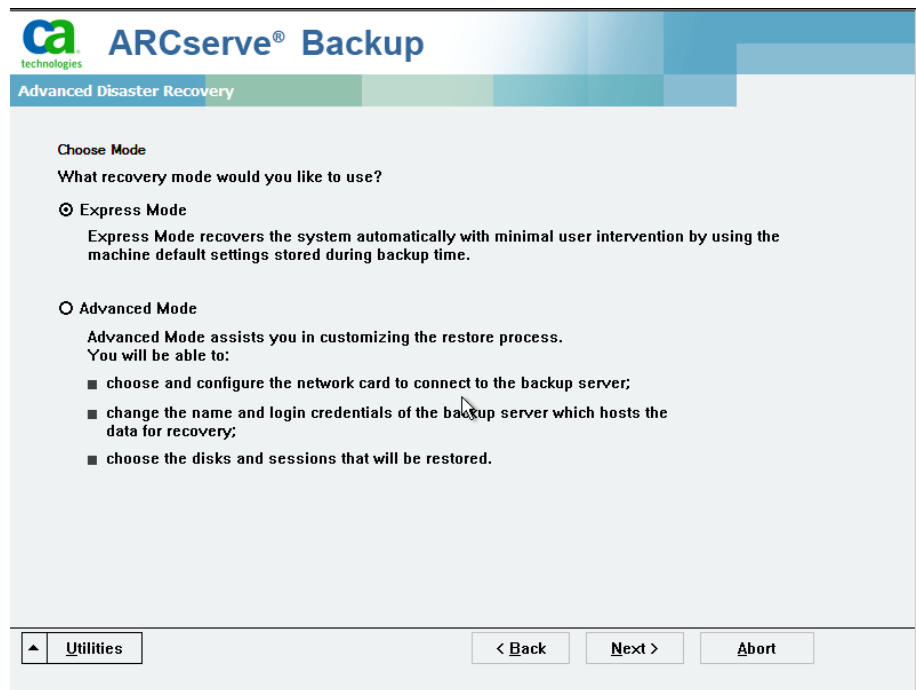 ca
technologies
ARCserve® Backup
Advanced Disaster Recovery
Choose Mode
What recovery mode would you like to use?
Express Mode
Express Mode recovers the system automatically with minimal user intervention by using the
machine default settings stored during backup time.
Advanced Mode
Advanced Mode assists you in customizing the restore process.
You will be able to:
choose and configure the network card to connect to the backup server;
change the name and login credentials of the backup server which hosts the
data for recovery;
choose the disks and sessions that will be restored.
Utilities
< Back
Next >
Abort